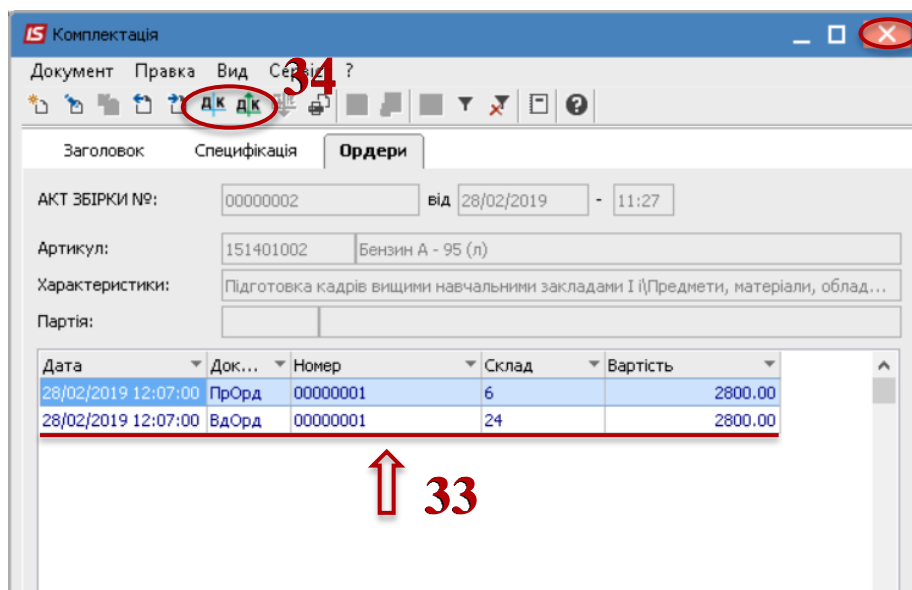 IS Комплектація
Документ Правка Вид Сервіс ?
34
Д К Д К
Заголовок Специфікація Ордери
АКТ ЗБІРКИ №: 00000002 від 28/02/2019 - 11:27
Артикул: 151401002 Бензин А - 95 (л)
Характеристики: Підготовка кадрів вищими навчальними закладами І і\Предмети, матеріали, облад...
Партія:
Дата Док... Номер Склад Вартість
28/02/2019 12:07:00 ПрОрд 00000001 6 2800.00
28/02/2019 12:07:00 ВдОрд 00000001 24 2800.00
33